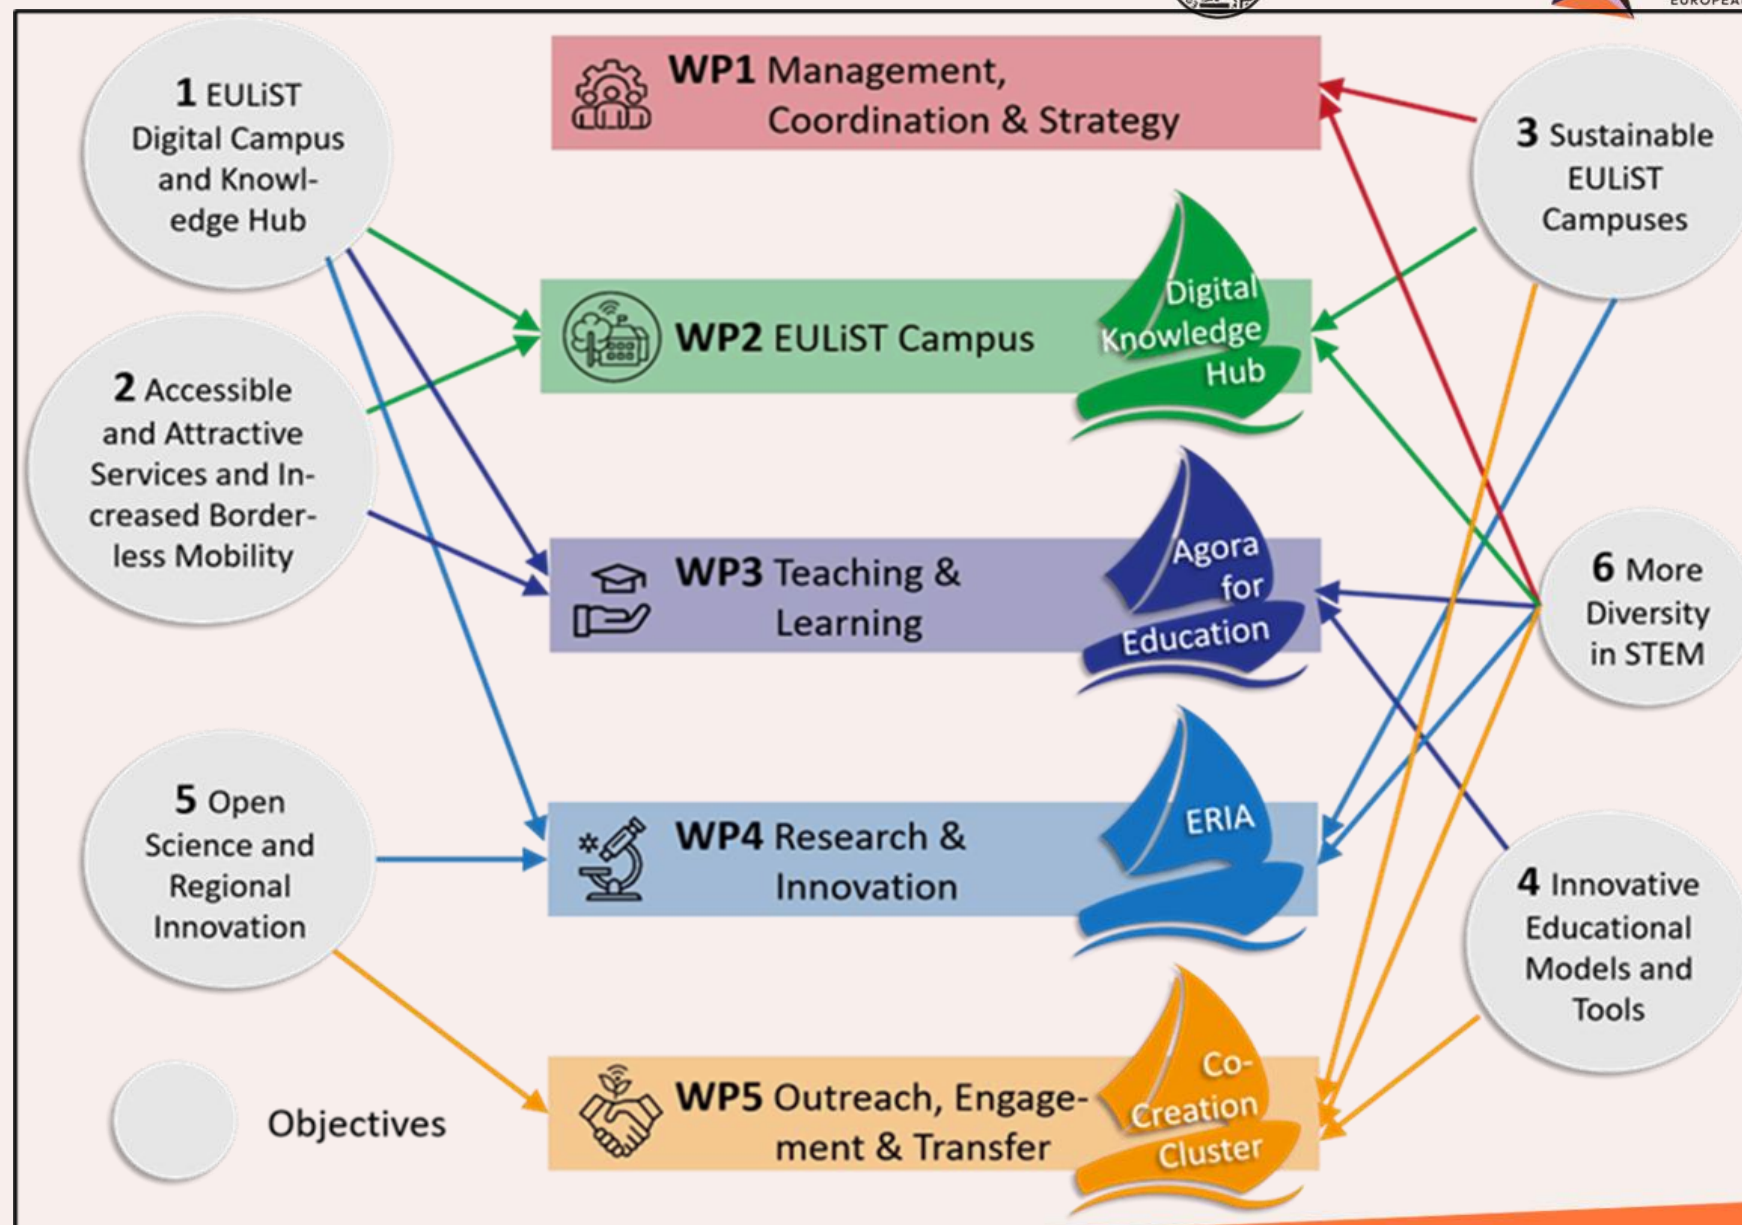 EUROPEAN
1 EULiST
Digital Campus
and Knowl-
edge Hub
2 Accessible
and Attractive
Services and In-
creased Border-
less Mobility
5 Open
Science and
Regional
Innovation
Objectives
WP1 Management,
Coordination & Strategy
WP2 EULiST Campus
Digital
Knowledge
Hub
WP3 Teaching &
Learning
Agora
for
Education
WP4 Research &
Innovation
ERIA
WP5 Outreach, Engage-
ment & Transfer
Co-
Creation
Cluster
3 Sustainable
EULiST
Campuses
6 More
Diversity
in STEM
4 Innovative
Educational
Models and
Tools